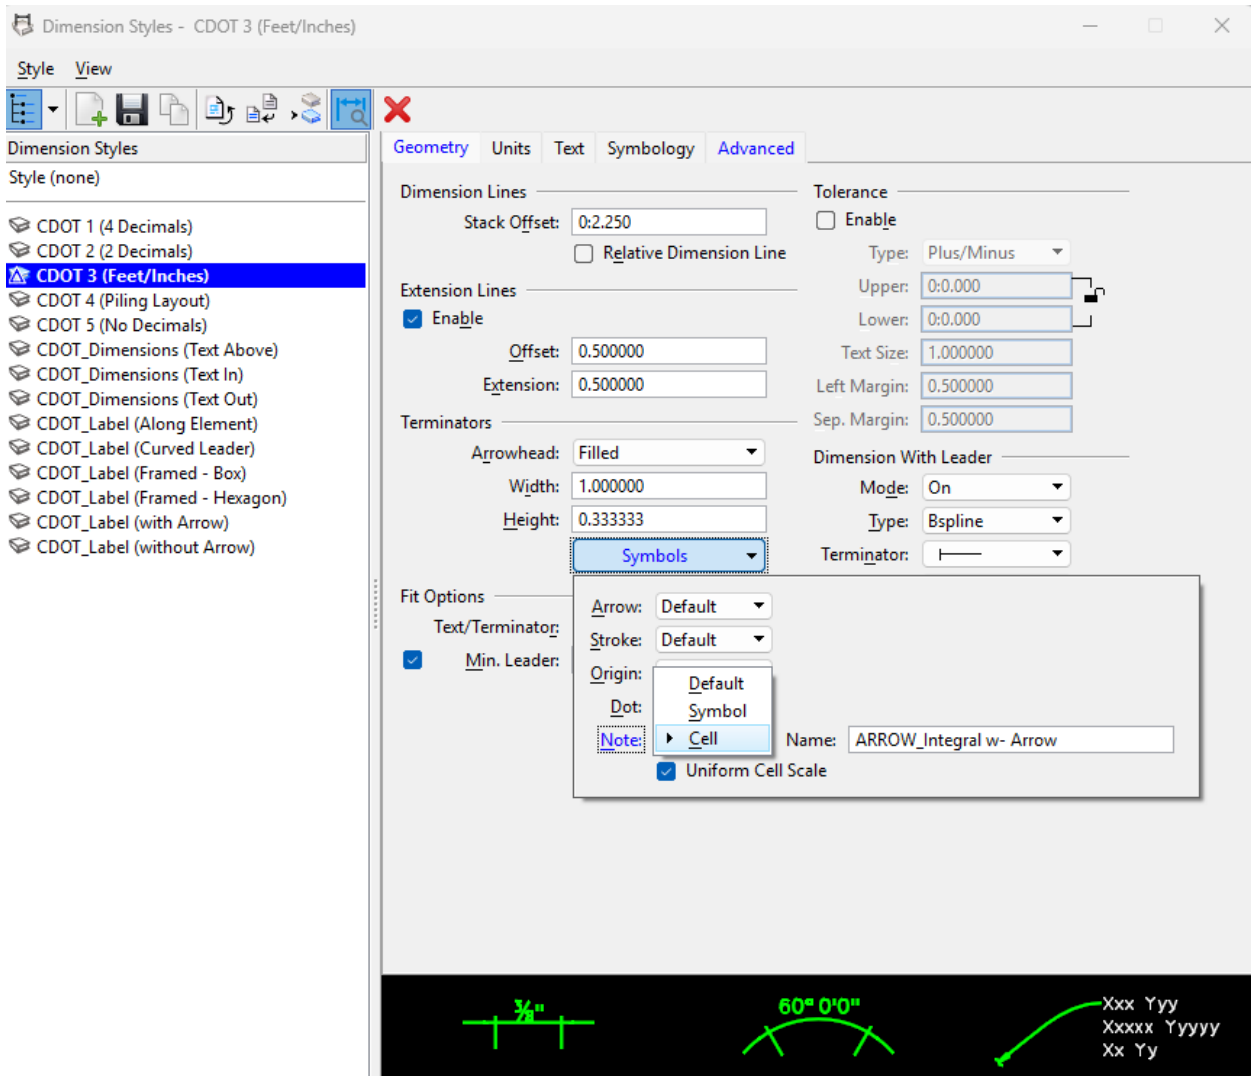 Dimension Styles - CDOT 3 (Feet/Inches)
Style View
Dimension Styles
Style (none)
CDOT 1 (4 Decimals)
CDOT 2 (2 Decimals)
CDOT 3 (Feet/Inches)
CDOT 4 (Piling Layout)
CDOT 5 (No Decimals)
CDOT_Dimensions (Text Above)
CDOT_Dimensions (Text In)
CDOT_Dimensions (Text Out)
CDOT_Label (Along Element)
CDOT_Label (Curved Leader)
CDOT_Label (Framed - Box)
CDOT_Label (Framed - Hexagon)
CDOT_Label (with Arrow)
CDOT_Label (without Arrow)
Geometry Units Text Symbology Advanced
Dimension Lines
Stack Offset: 0:2.250
Relative Dimension Line
Extension Lines
Enable
Offset: 0.500000
Extension: 0.500000
Terminators
Arrowhead: Filled
Width: 1.000000
Height: 0.333333
Symbols
Fit Options
Text/Terminator:
Min. Leader:
Tolerance
Enable
Type: Plus/Minus
Upper: 0:0.000
Lower: 0:0.000
Text Size: 1.000000
Left Margin: 0.500000
Sep. Margin: 0.500000
Dimension With Leader
Mode: On
Type: Bspline
Terminator:
Arrow: Default
Stroke: Default
Origin:
Dot:
Note:
Default
Symbol
Cell
Name: ARROW_Integral w- Arrow
Uniform Cell Scale
60° 0'0"
Xxx Yyy
Xxxxx Yyyyy
Xx Yy